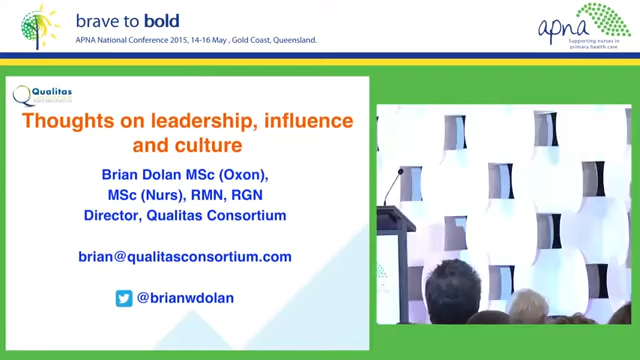 brave to bold
APNA National Conference 2015, 14-16 May, Gold Coast, Queensland.
apna
Supporting nurses in
primary health care
Qualitas
Thoughts on leadership, influence
and culture
Brian Dolan MSc (Oxon),
MSc (Nurs), RMN, RGN
Director, Qualitas Consortium
brian@qualitasconsortium.com
@brianwdolan